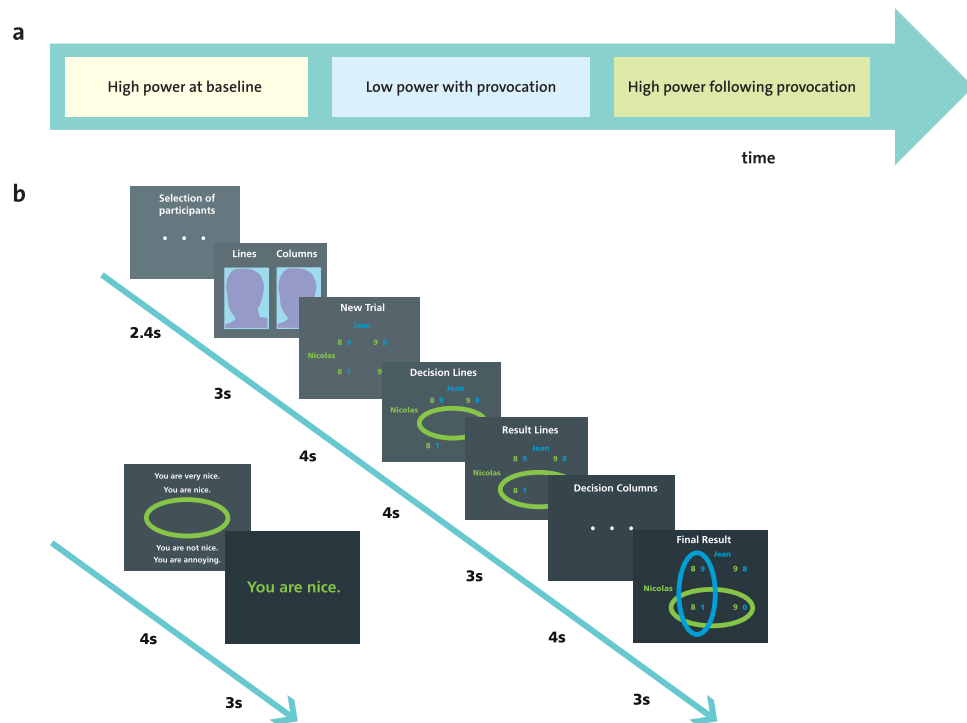 a
High power at baseline
Low power with provocation
High power following provocation
time
b
Selection of
participants
. . .
Lines Columns
New Trial
Jean
8 9 9 8
Nicolas
8 1 9
Decision Lines
Jean
8 9 9 8
Nicolas
8 1
Result Lines
Jean
8 9 9 8
Nicolas
8 1
Decision Columns
. . .
Final Result
Jean
8 9 9 8
Nicolas
8 1 9 0
2.4s
3s
4s
4s
3s
4s
3s
You are very nice.
You are nice.
You are not nice.
You are annoying.
You are nice.
4s
3s